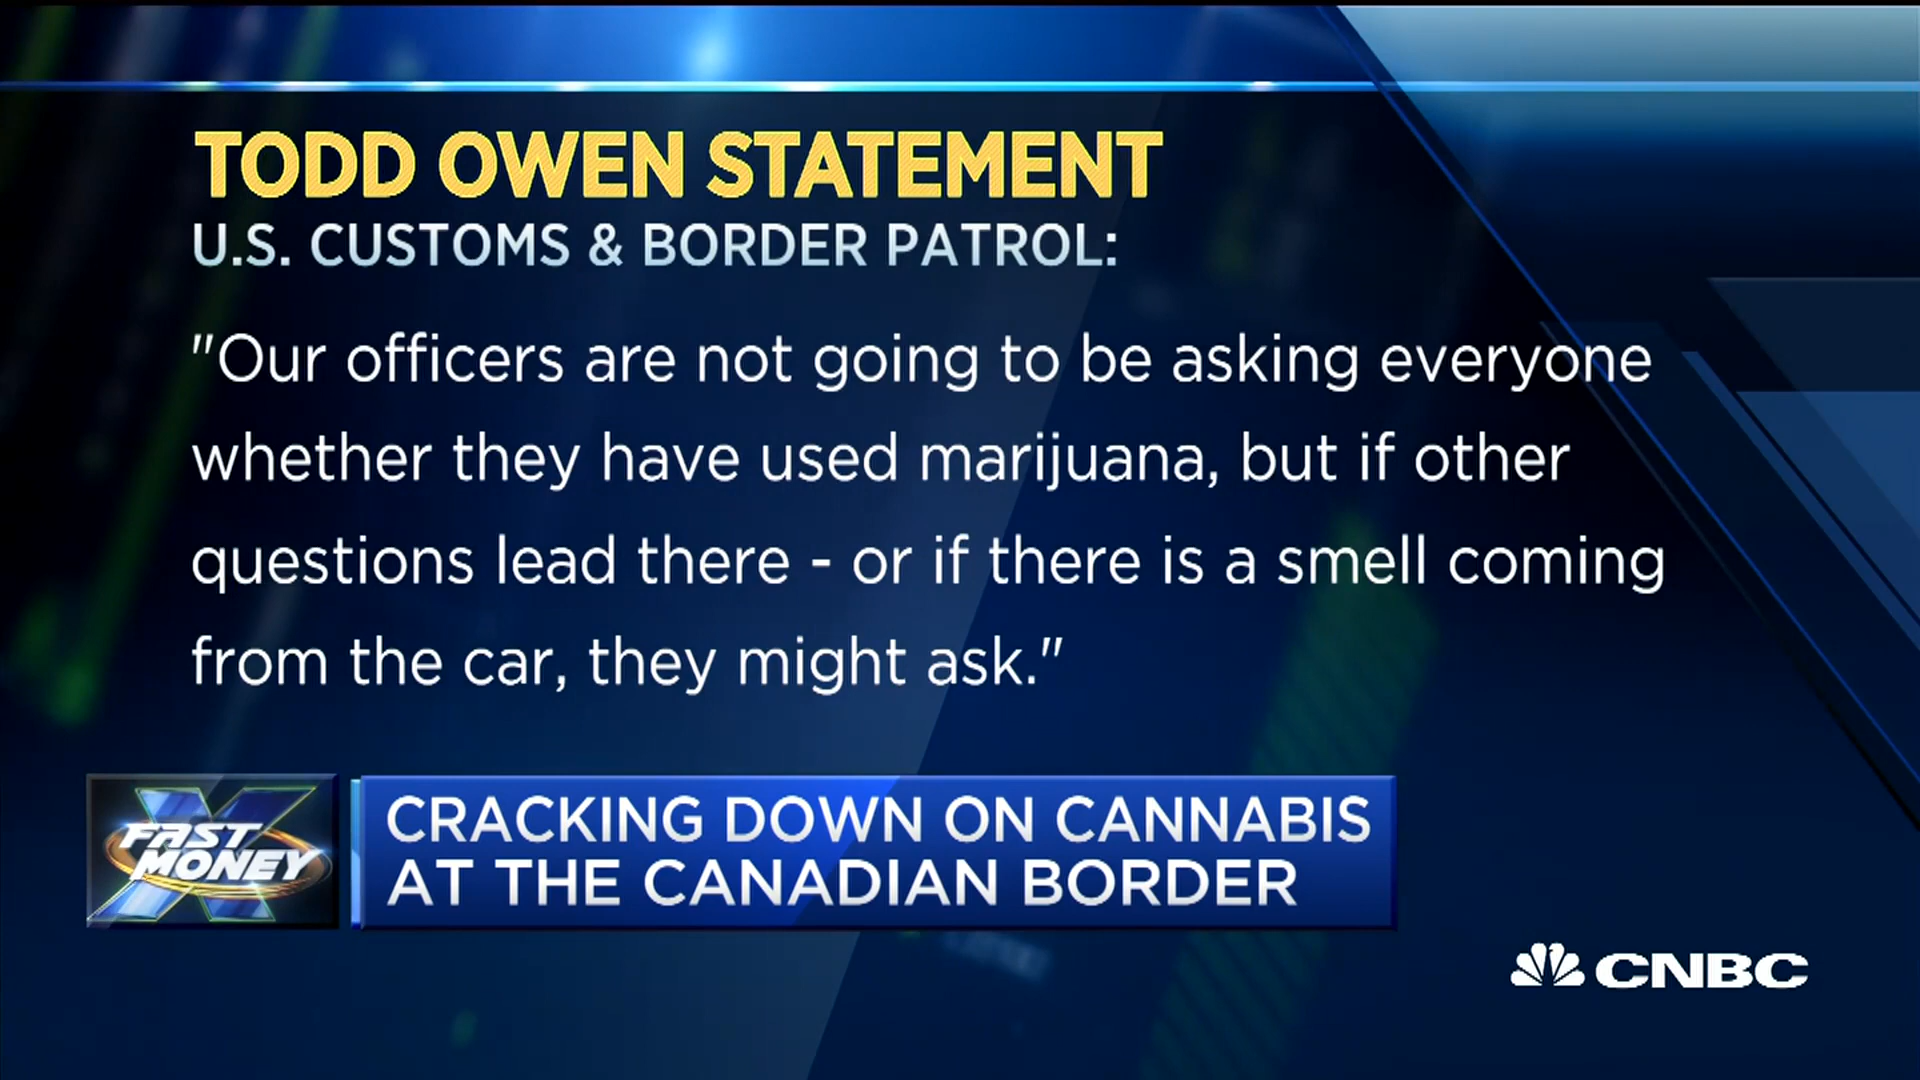 TODD OWEN STATEMENT
U.S. CUSTOMS & BORDER PATROL:
"Our officers are not going to be asking everyone
whether they have used marijuana, but if other
questions lead there - or if there is a smell coming
from the car, they might ask."
FAST
MONEY
CRACKING DOWN ON CANNABIS
AT THE CANADIAN BORDER
CNBC